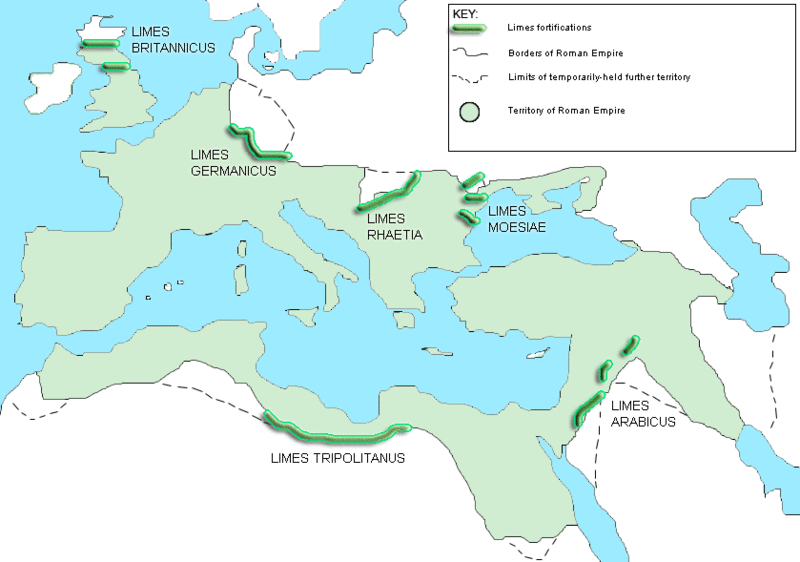 KEY:
Limes fortifications
Borders of Roman Empire
Limits of temporarily-held further territory
Territory of Roman Empire
LIMES
BRITANNICUS
LIMES
GERMANICUS
LIMES
RHAETIA
LIMES
MOESIAE
LIMES
ARABICUS
LIMES TRIPOLITANUS